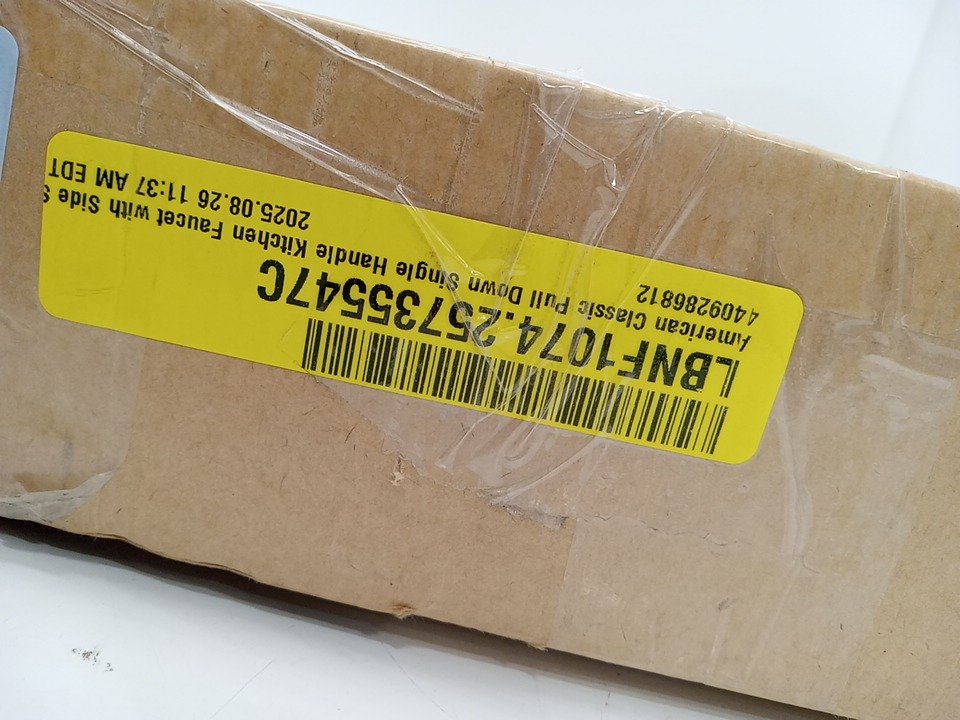 LBNF1074.25735547C
American Classic Pull Down Single Handle Kitchen Faucet with Side S
4409286812
2025.08.26 11:37 AM EDT